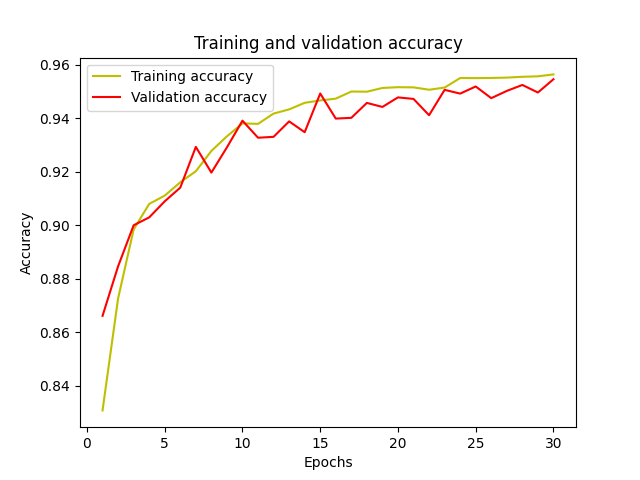 Training and validation accuracy
Training accuracy
Validation accuracy
0.96
0.94
0.92
0.90
0.88
0.86
0.84
Accuracy
0 5 10 15 20 25 30
Epochs